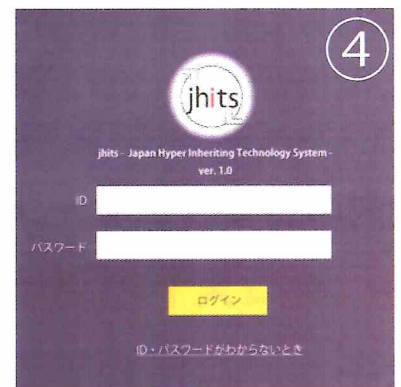 ④
jhits
jhits - Japan Hyper Inheriting Technology System -
ver. 1.0
ID
パスワード
ログイン
ID・パスワードがわからないとき